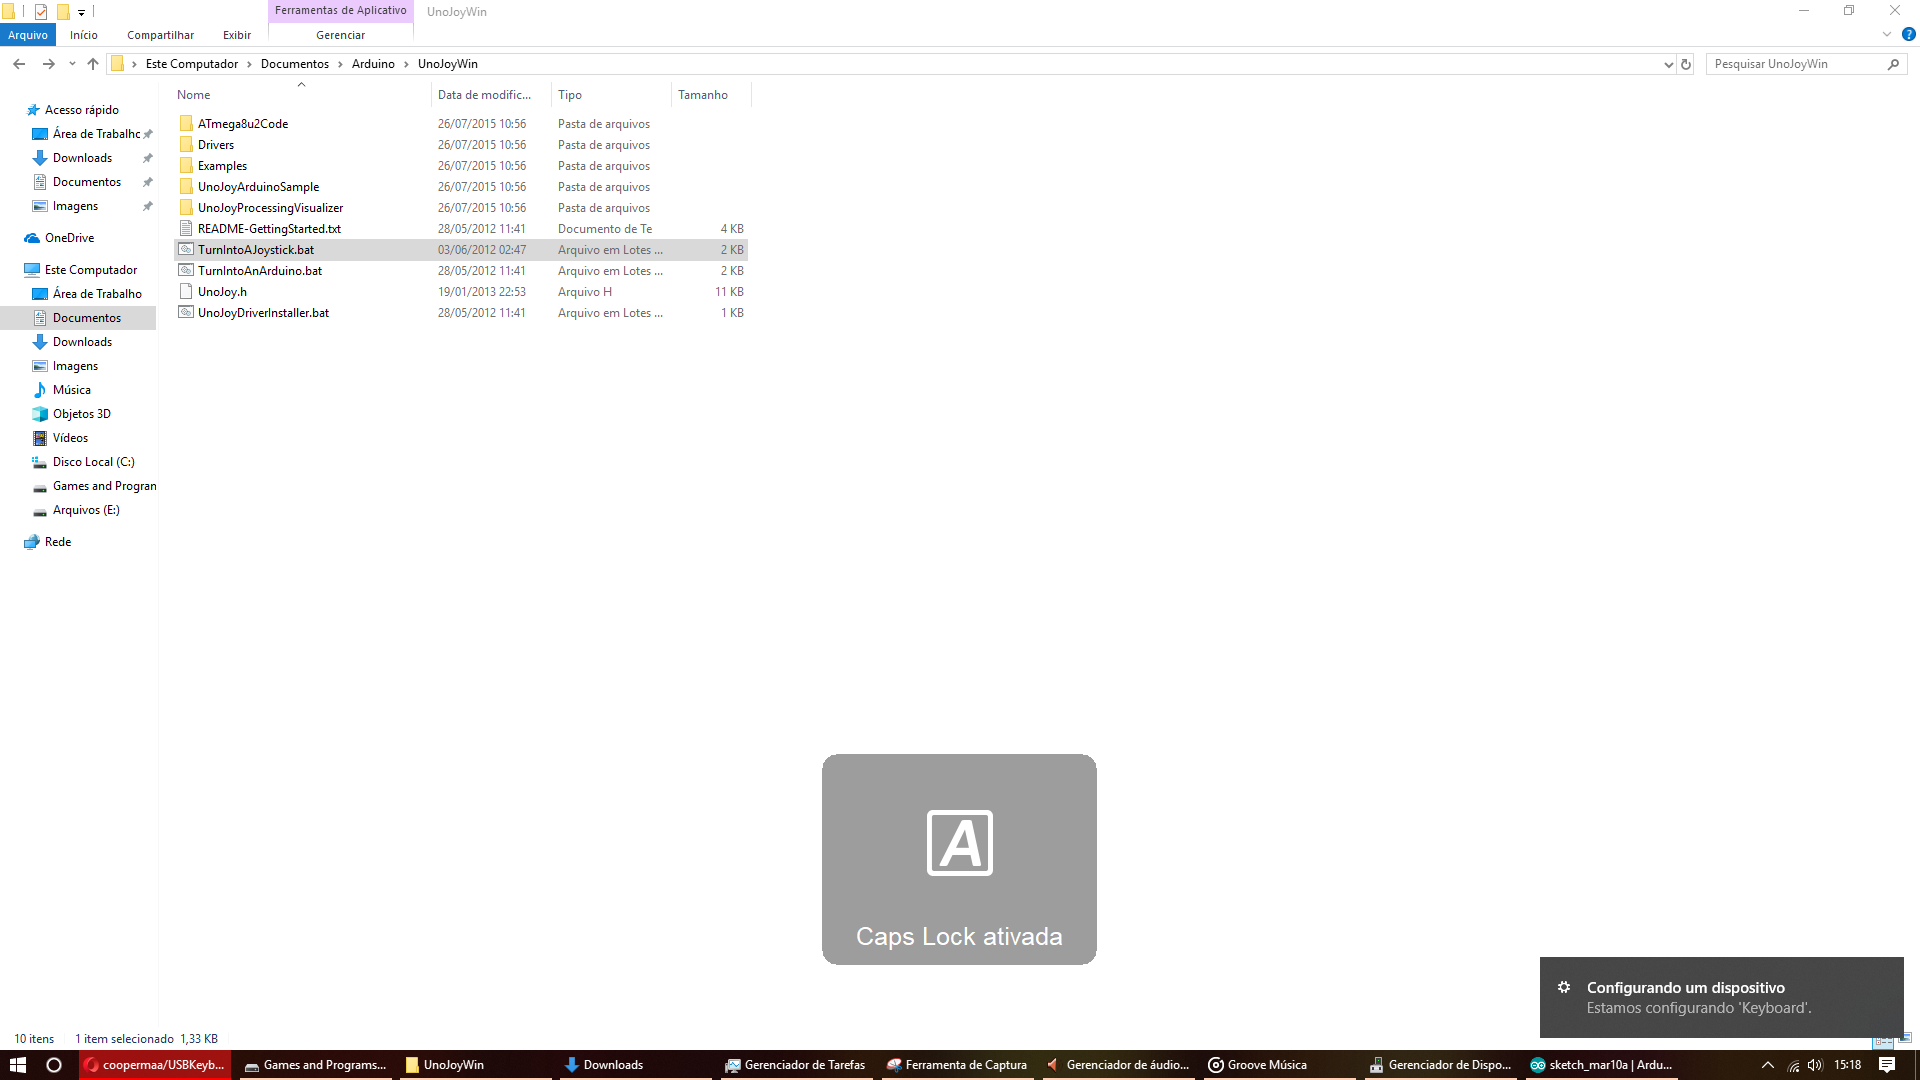 Ferramentas de Aplicativo
UnoJoyWin
Arquivo
Início
Compartilhar
Exibir
Gerenciar
Este Computador
Documentos
Arduino
UnoJoyWin
Pesquisar UnoJoyWin
Nome
Data de modific...
Tipo
Tamanho
Acesso rápido
Área de Trabalhc
Downloads
Documentos
Imagens
OneDrive
Este Computador
Área de Trabalho
Documentos
Downloads
Imagens
Música
Objetos 3D
Vídeos
Disco Local (C:)
Games and Progran
Arquivos (E:)
Rede
ATmega8u2Code 26/07/2015 10:56 Pasta de arquivos
Drivers 26/07/2015 10:56 Pasta de arquivos
Examples 26/07/2015 10:56 Pasta de arquivos
UnoJoyArduinoSample 26/07/2015 10:56 Pasta de arquivos
UnoJoyProcessingVisualizer 26/07/2015 10:56 Pasta de arquivos
README-GettingStarted.txt 28/05/2012 11:41 Documento de Te 4 KB
TurnIntoAJoystick.bat 03/06/2012 02:47 Arquivo em Lotes ... 2 KB
TurnIntoAnArduino.bat 28/05/2012 11:41 Arquivo em Lotes ... 2 KB
UnoJoy.h 19/01/2013 22:53 Arquivo H 11 KB
UnoJoyDriverInstaller.bat 28/05/2012 11:41 Arquivo em Lotes ... 1 KB
A
Caps Lock ativada
Configurando um dispositivo
Estamos configurando 'Keyboard'.
10 itens 1 item selecionado 1,33 KB
coopermaa/USBKeyb...
Games and Programs...
UnoJoyWin
Downloads
Gerenciador de Tarefas
Ferramenta de Captura
Gerenciador de áudio...
Groove Música
Gerenciador de Dispo...
sketch_mar10a | Ardu...
15:18